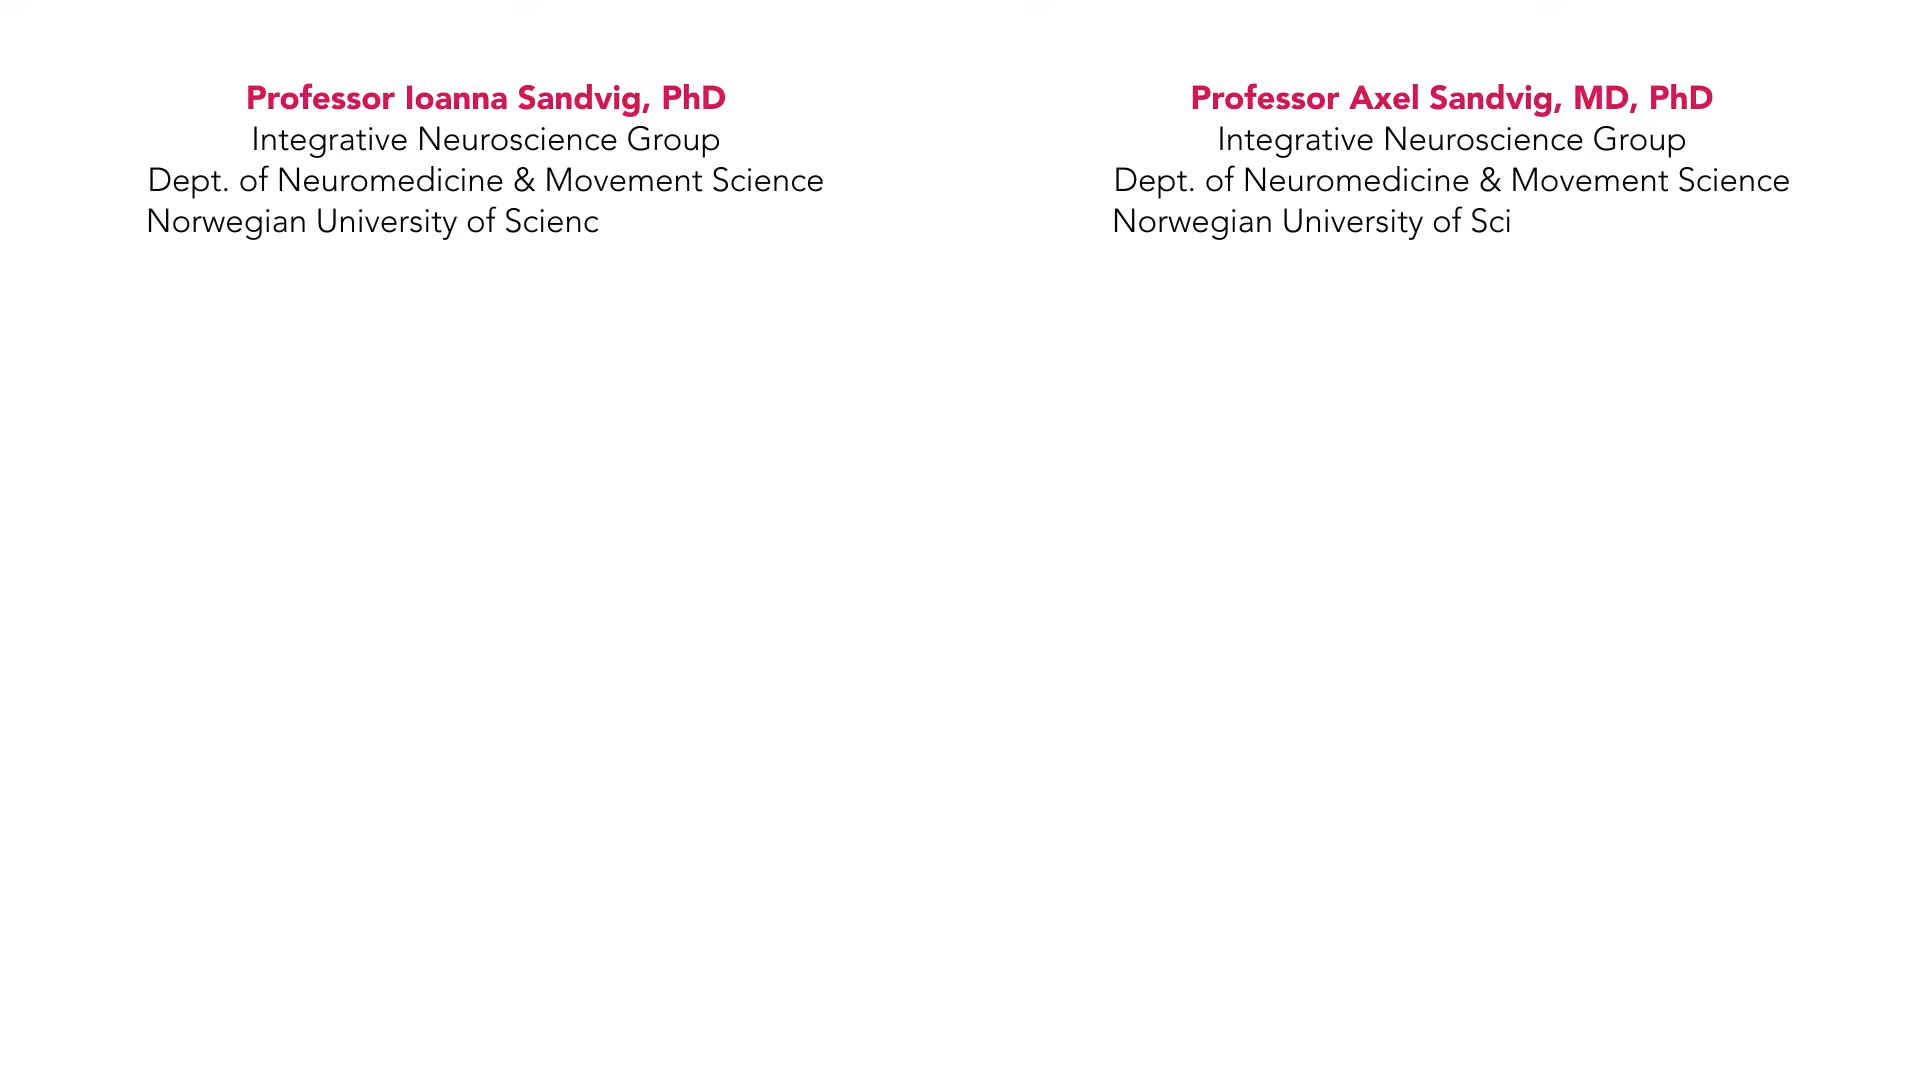 Professor Ioanna Sandvig, PhD
Integrative Neuroscience Group
Dept. of Neuromedicine & Movement Science
Norwegian University of Scienc
Professor Axel Sandvig, MD, PhD
Integrative Neuroscience Group
Dept. of Neuromedicine & Movement Science
Norwegian University of Sci